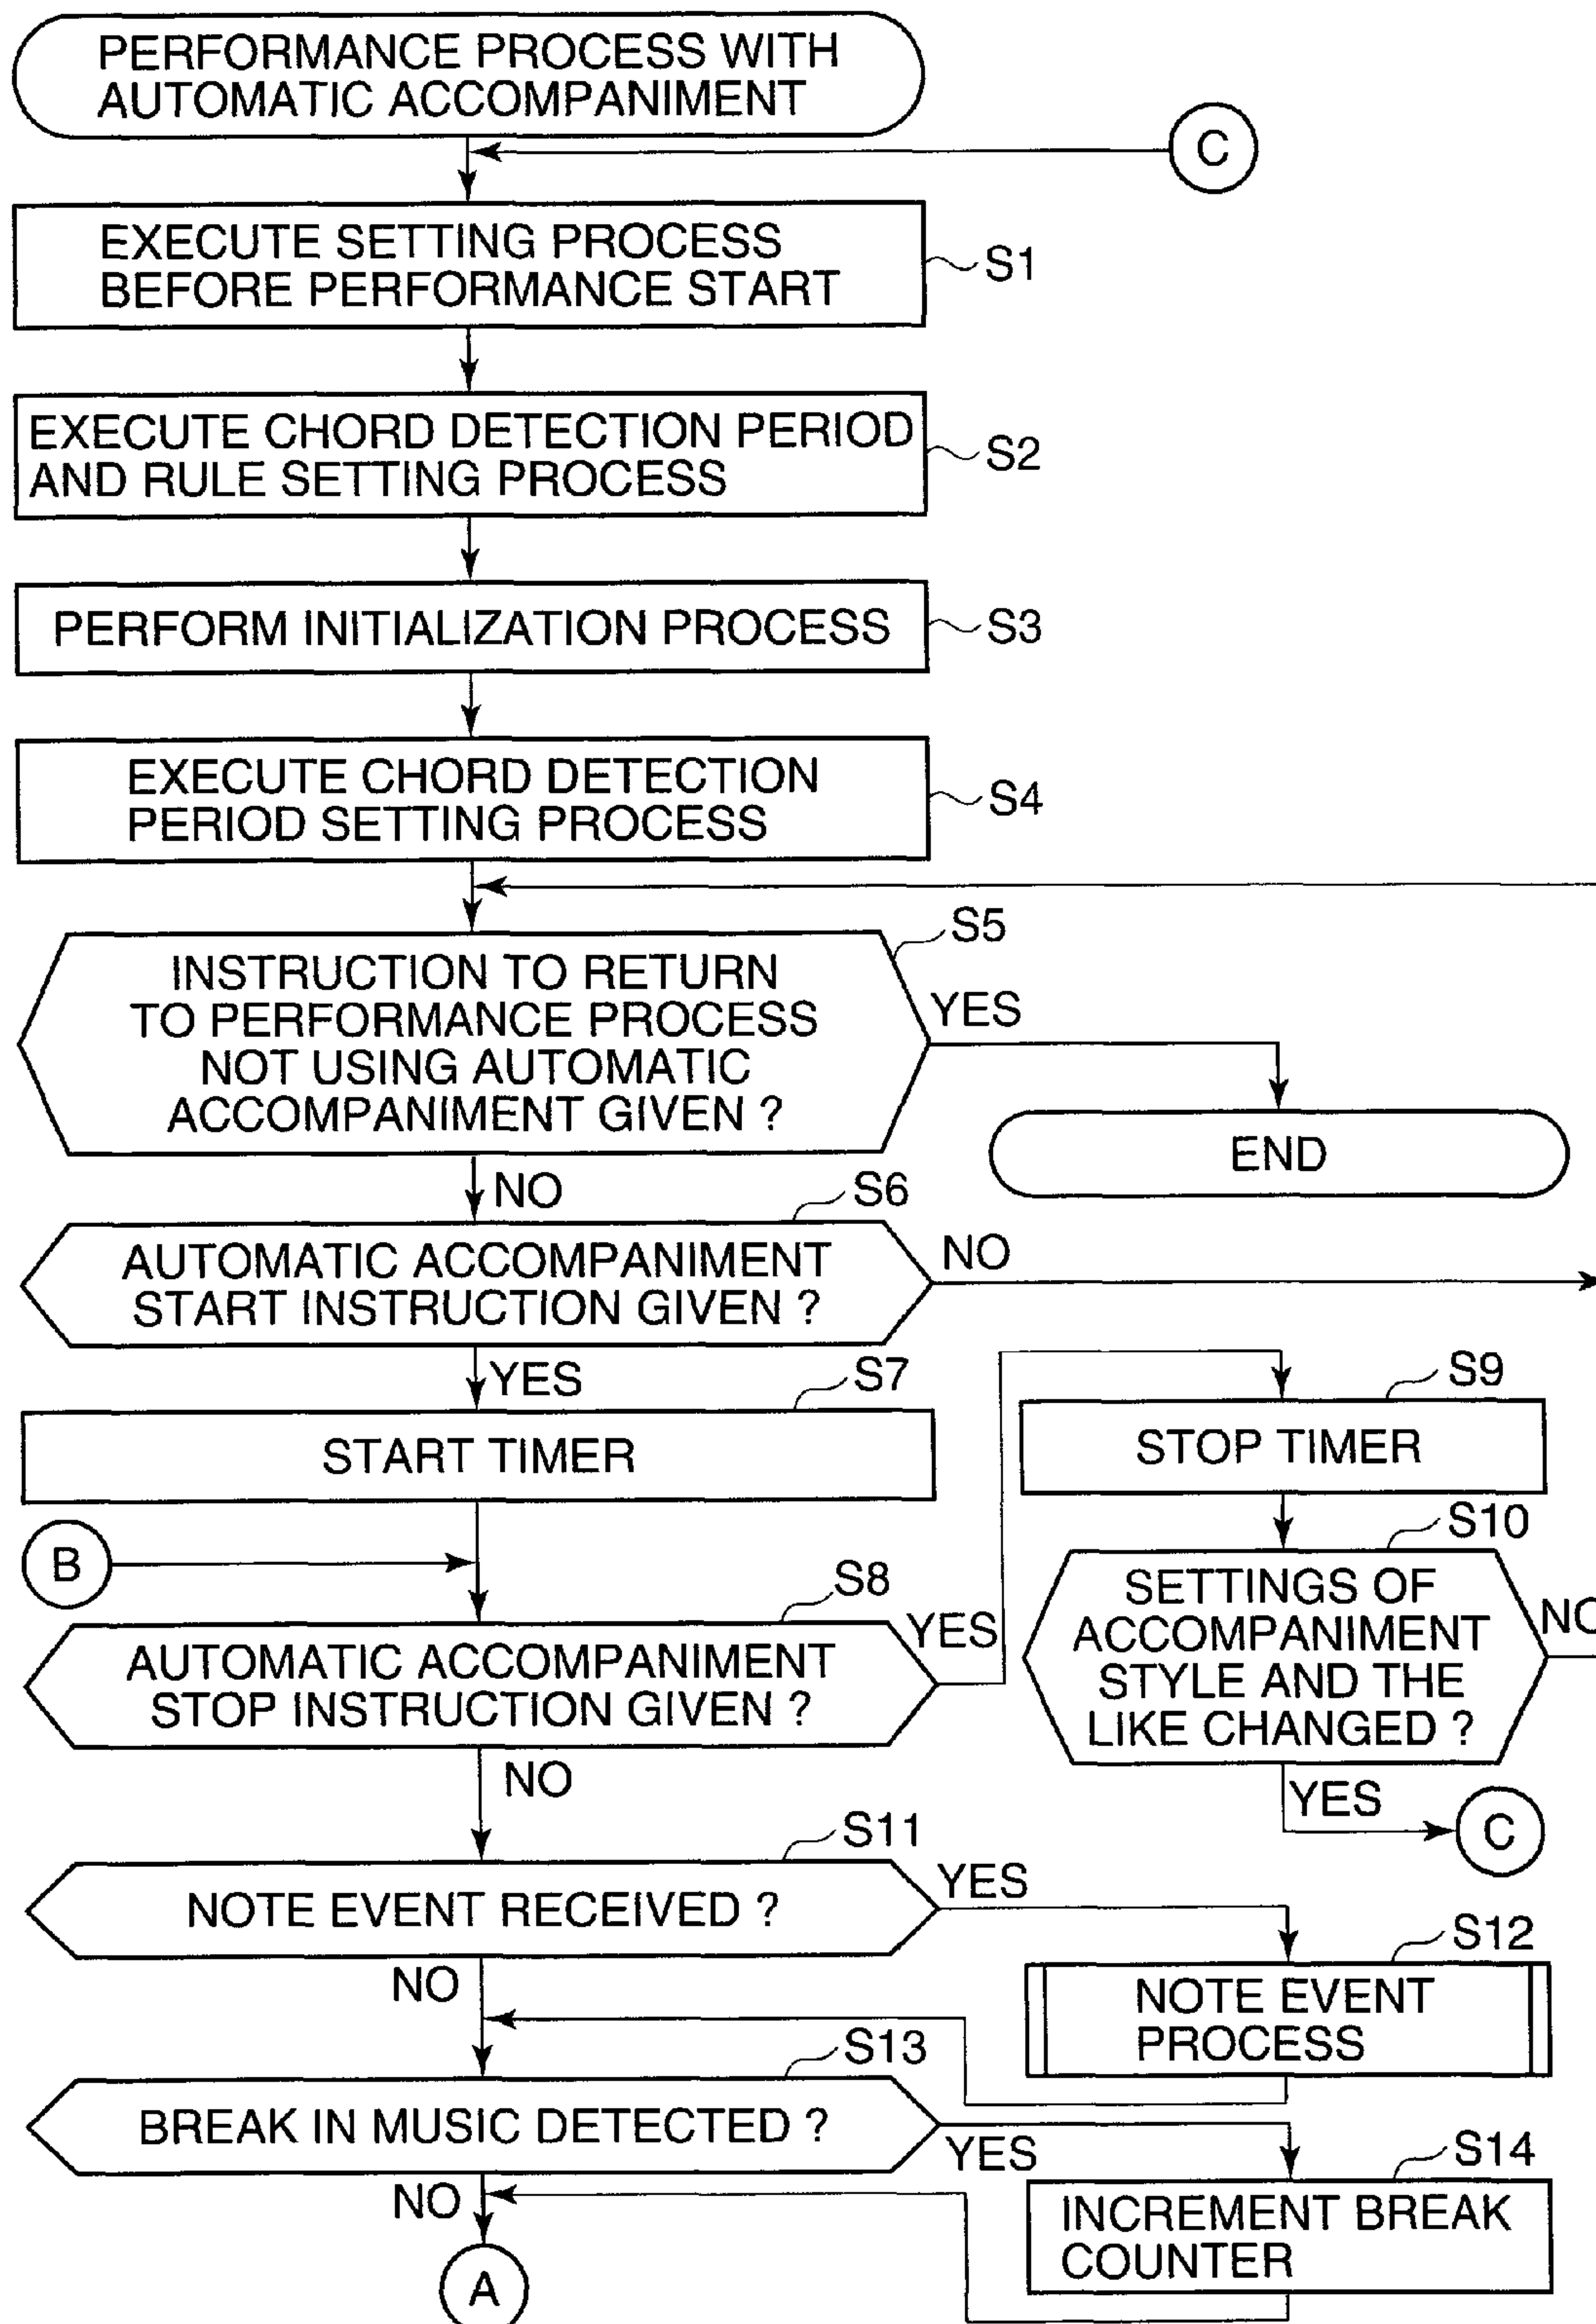 PERFORMANCE PROCESS WITH
AUTOMATIC ACCOMPANIMENT
C
EXECUTE SETTING PROCESS
BEFORE PERFORMANCE START
S1
EXECUTE CHORD DETECTION PERIOD
AND RULE SETTING PROCESS
S2
PERFORM INITIALIZATION PROCESS
S3
EXECUTE CHORD DETECTION
PERIOD SETTING PROCESS
S4
S5
INSTRUCTION TO RETURN
TO PERFORMANCE PROCESS
NOT USING AUTOMATIC
ACCOMPANIMENT GIVEN ?
YES
END
NO
S6
AUTOMATIC ACCOMPANIMENT
START INSTRUCTION GIVEN ?
NO
YES
S7
START TIMER
S9
STOP TIMER
B
S8
AUTOMATIC ACCOMPANIMENT
STOP INSTRUCTION GIVEN ?
YES
S10
SETTINGS OF
ACCOMPANIMENT
STYLE AND THE
LIKE CHANGED ?
NO
YES
C
NO
S11
NOTE EVENT RECEIVED ?
YES
S12
NOTE EVENT
PROCESS
NO
S13
BREAK IN MUSIC DETECTED ?
YES
S14
INCREMENT BREAK
COUNTER
NO
A